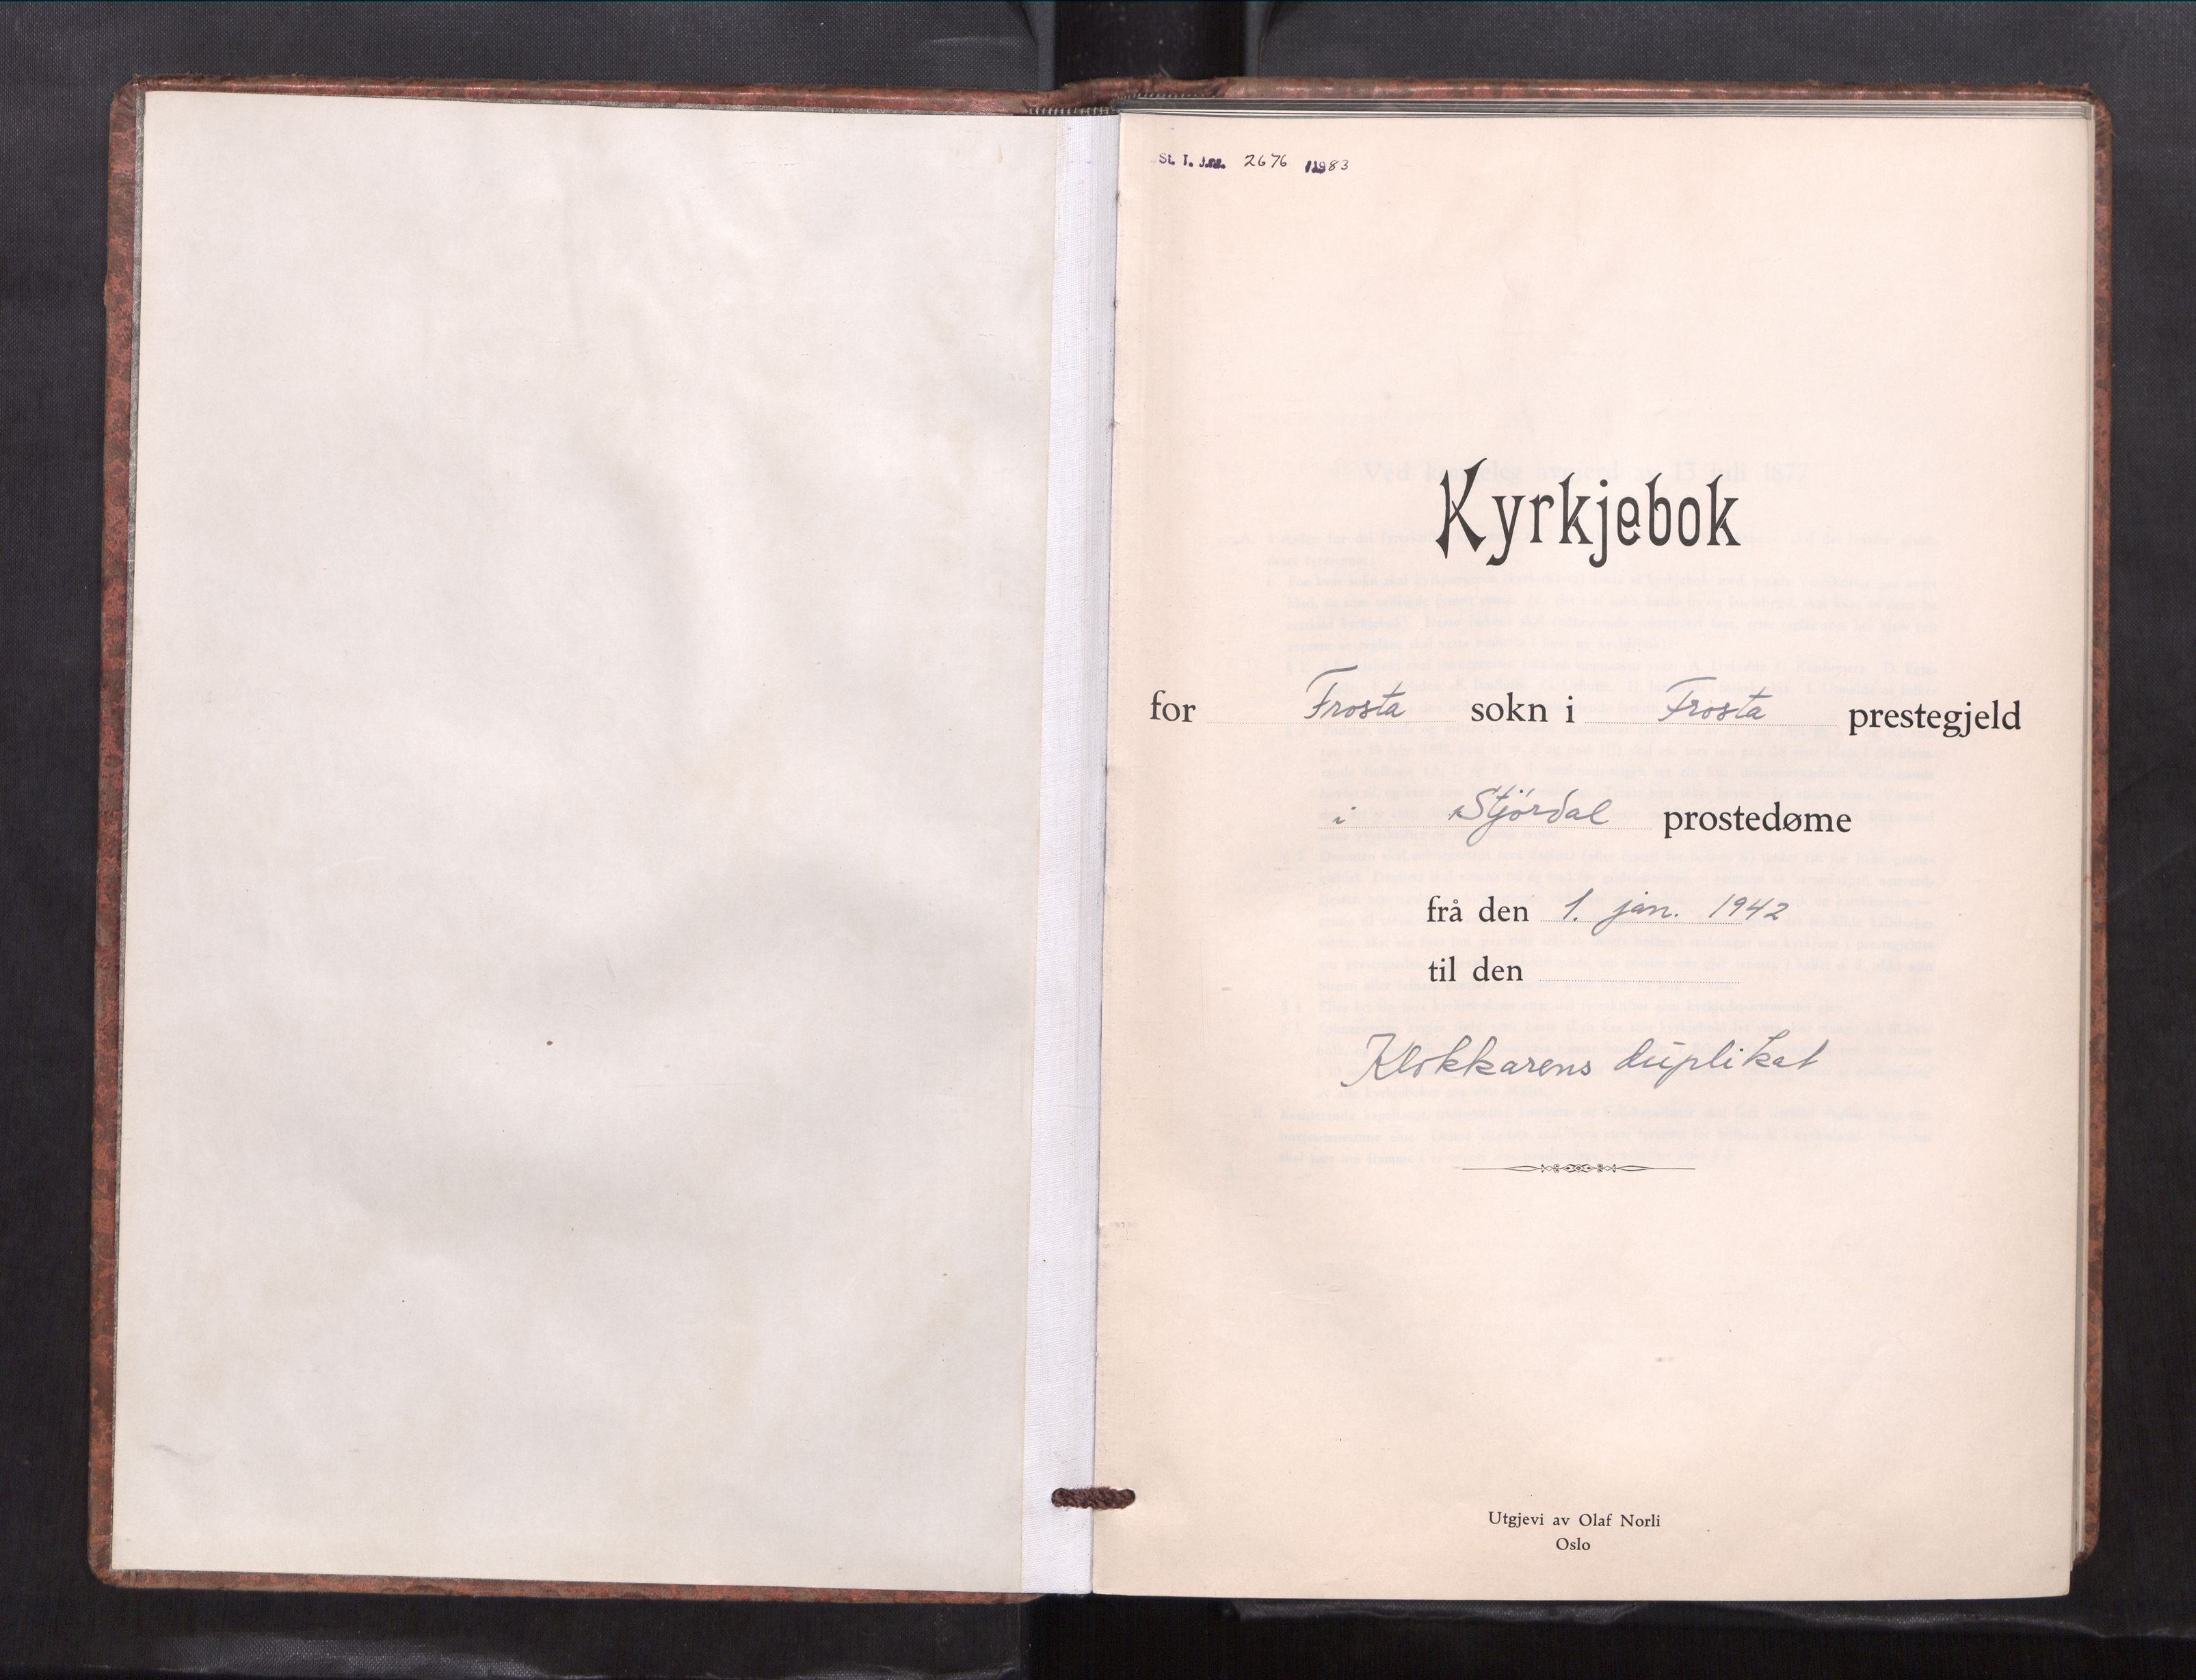 St. T. J.nr. 2676 /1983
Kyrkjebok
for Frosta sokn i Frosta prestegjeld
i Stjördal prostedøme
frå den 1. jan. 1942
til den
Klokkarens duplikat
Utgjevi av Olaf Norli
Oslo